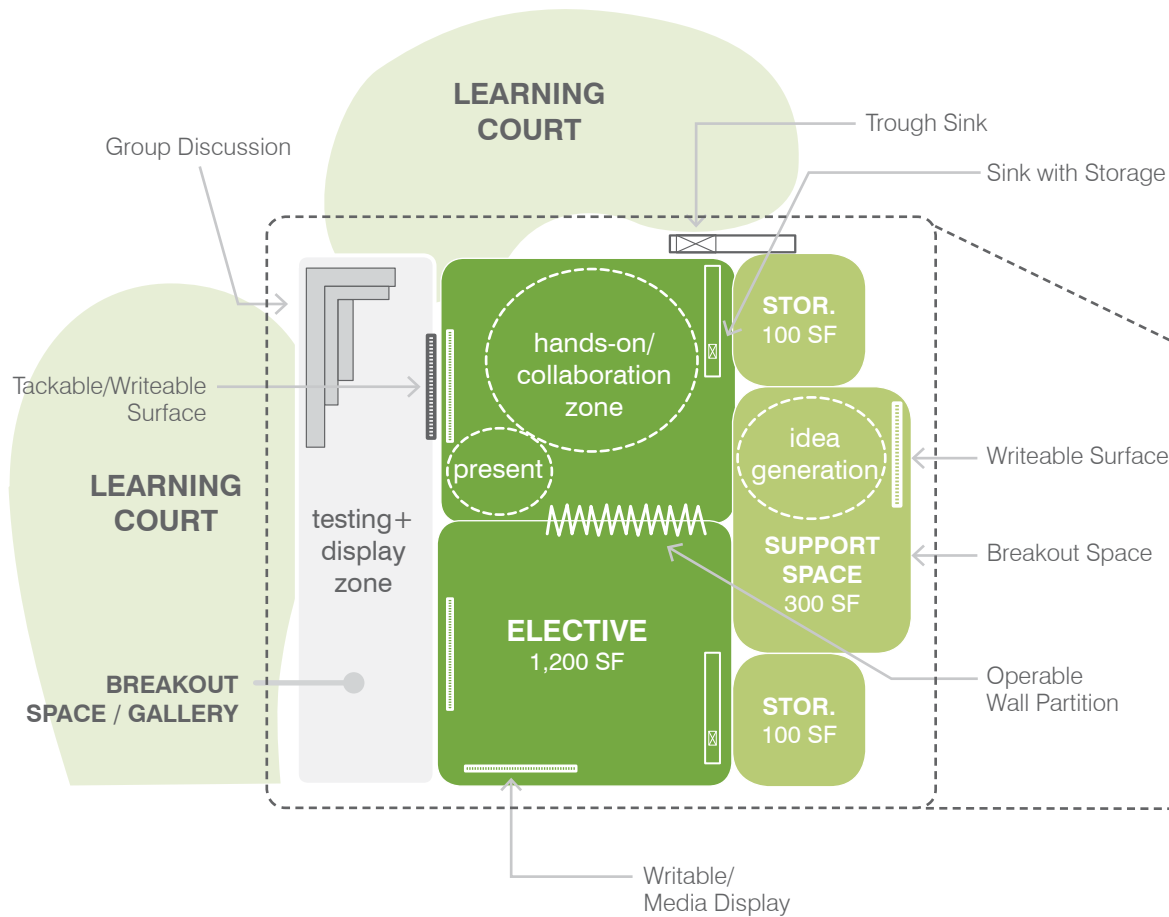 LEARNING
COURT
Trough Sink
Group Discussion
Sink with Storage
STOR.
100 SF
hands-on/
collaboration
zone
Tackable/Writeable
Surface
idea
generation
present
Writeable Surface
LEARNING
COURT
testing+
display
zone
SUPPORT
SPACE
300 SF
Breakout Space
ELECTIVE
1,200 SF
Operable
Wall Partition
BREAKOUT
SPACE / GALLERY
STOR.
100 SF
Writable/
Media Display